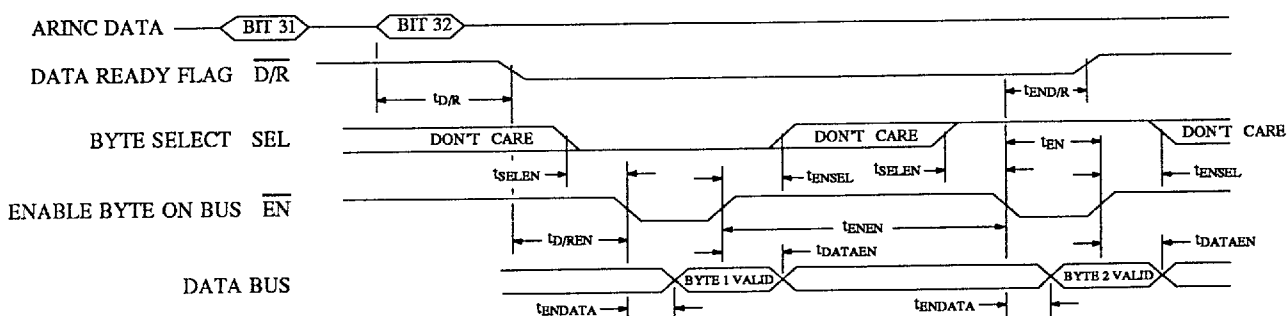 ARINC DATA BIT 31 BIT 32
DATA READY FLAG D/R
tD/R tEND/R
BYTE SELECT SEL DON'T CARE DON'T CARE DON'T CARE
tEN
tSELEN tENSEL tSELEN tENSEL
ENABLE BYTE ON BUS EN
tD/REN tENEN
tDATAEN tDATAEN
DATA BUS BYTE 1 VALID BYTE 2 VALID
tENDATA tENDATA